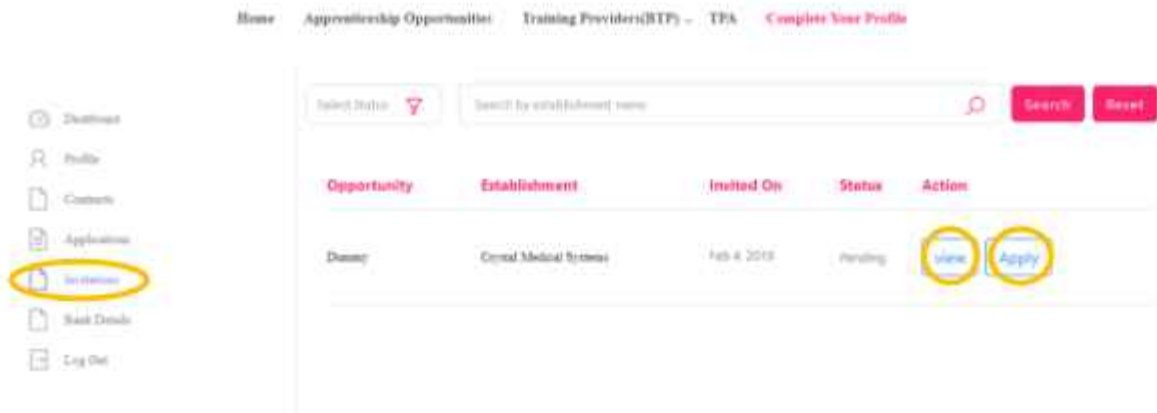 Home Apprenticeship Opportunities Training Providers(BTP) TPA Complete Your Profile
Select Status Search by establishment name Search Reset
Dashboard
Profile
Contracts
Applications
Invitations
Bank Details
Log Out
Opportunity Establishment Invited On Status Action
Dummy Crystal Medical Systems Feb 4, 2019 Pending view Apply